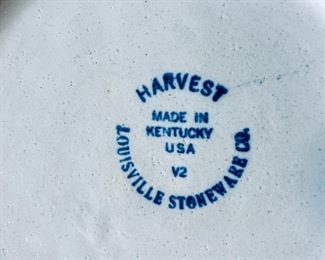 HARVEST
MADE IN
KENTUCKY
USA
V2
LOUISVILLE STONEWARE CO.